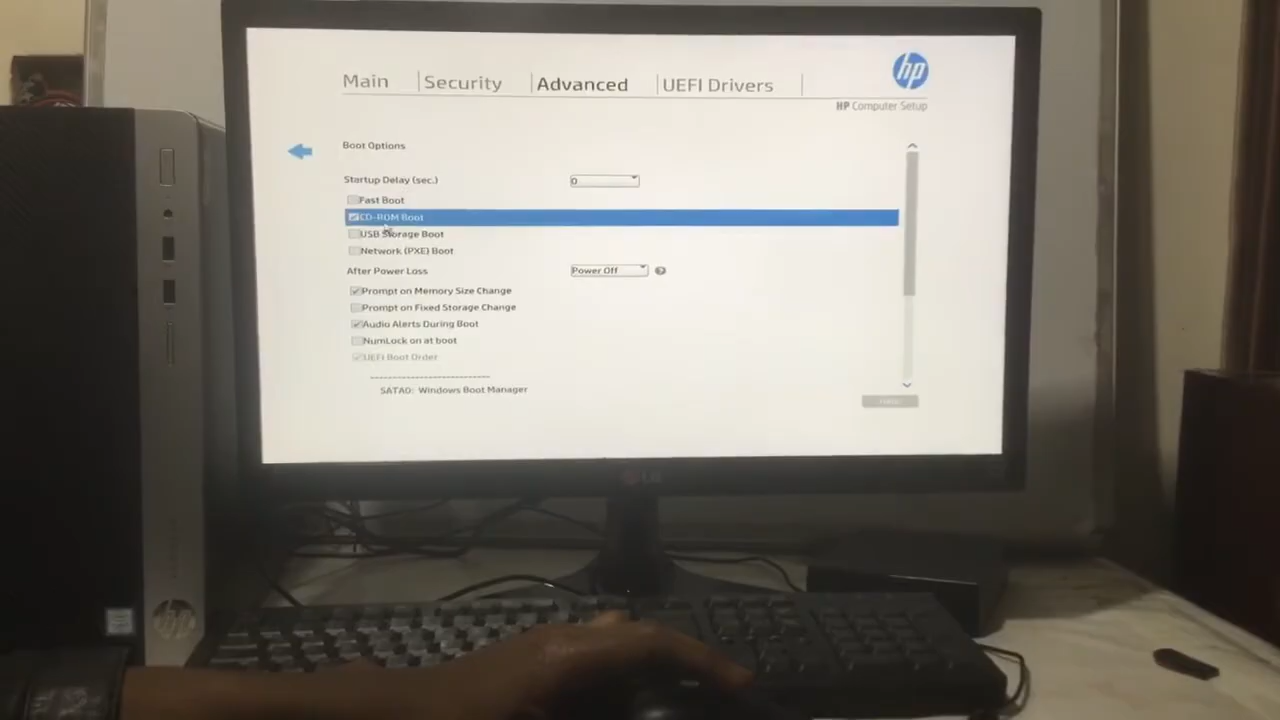 Main Security Advanced UEFI Drivers
hp
HP Computer Setup
Boot Options
Startup Delay (sec.) 0
Fast Boot
CD-ROM Boot
USB Storage Boot
Network (PXE) Boot
After Power Loss Power Off
Prompt on Memory Size Change
Prompt on Fixed Storage Change
Audio Alerts During Boot
NumLock on at boot
UEFI Boot Order
SATA0: Windows Boot Manager
LG
hp